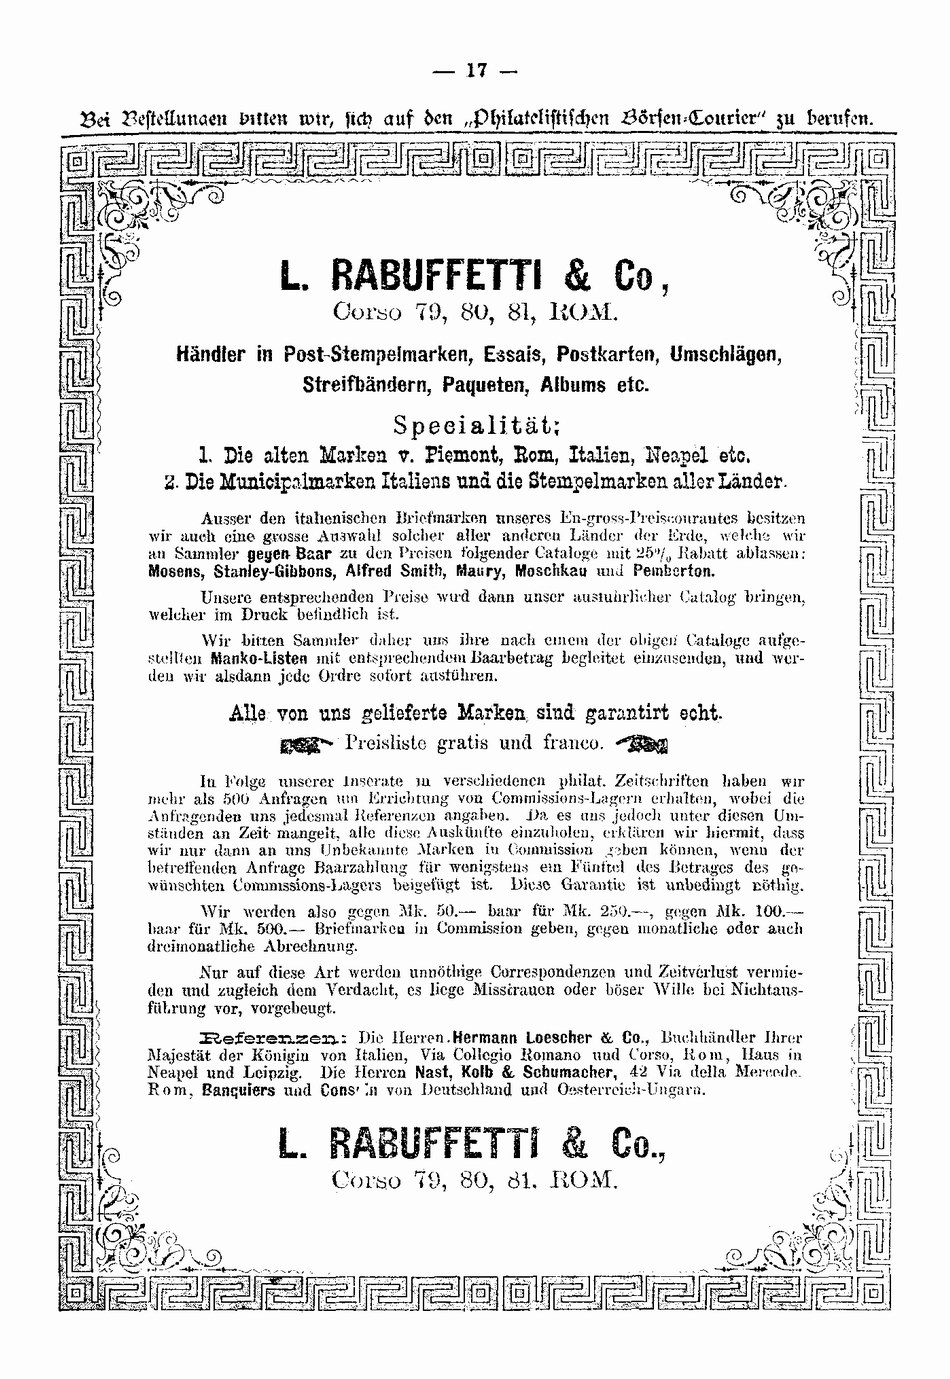 — 17 —
Bei Bestellungen bitten wir, sich auf den „Philatelistischen Börsen-Courier" zu berufen.
L. RABUFFETTI & Co,
Corso 79, 80, 81, ROM.
Händler in Post-Stempelmarken, Essais, Postkarten, Umschlägen,
Streifbändern, Paqueten, Albums etc.
Specialität:
1. Die alten Marken v. Piemont, Rom, Italien, Neapel etc.
2. Die Municipalmarken Italiens und die Stempelmarken aller Länder.
Ausser den italienischen Briefmarken unseres En-gross-Preiscourantes besitzen
wir auch eine grosse Auswahl solcher aller anderen Länder der Erde, welche wir
an Sammler gegen Baar zu den Preisen folgender Cataloge mit 25% Rabatt ablassen:
Mosens, Stanley-Gibbons, Alfred Smith, Maury, Moschkau und Pemberton.
Unsere entsprechenden Preise wird dann unser ausführlicher Catalog bringen,
welcher im Druck befindlich ist.
Wir bitten Sammler daher uns ihre nach einem der obigen Cataloge aufge-
stellten Manko-Listen mit entsprechendem Baarbetrag begleitet einzusenden, und wer-
den wir alsdann jede Ordre sofort ausführen.
Alle von uns gelieferte Marken sind garantirt echt.
Preisliste gratis und franco.
In Folge unserer Inserate in verschiedenen philat. Zeitschriften haben wir
mehr als 500 Anfragen um Errichtung von Commissions-Lagern erhalten, wobei die
Anfragenden uns jedesmal Referenzen angaben. Da es uns jedoch unter diesen Um-
ständen an Zeit mangelt, alle diese Auskünfte einzuholen, erklären wir hiermit, dass
wir nur dann an uns Unbekannte Marken in Commission geben können, wenn der
betreffenden Anfrage Baarzahlung für wenigstens ein Fünftel des Betrages des ge-
wünschten Commissions-Lagers beigefügt ist. Diese Garantie ist unbedingt nöthig.
Wir werden also gegen Mk. 50.— baar für Mk. 250.—, gegen Mk. 100.—
baar für Mk. 500.— Briefmarken in Commission geben, gegen monatliche oder auch
dreimonatliche Abrechnung.
Nur auf diese Art werden unnöthige Correspondenzen und Zeitverlust vermie-
den und zugleich dem Verdacht, es liege Misstrauen oder böser Wille bei Nichtaus-
führung vor, vorgebeugt.
Referenzen: Die Herren Hermann Loescher & Co., Buchhändler Ihrer
Majestät der Königin von Italien, Via Collegio Romano und Corso, Rom, Haus in
Neapel und Leipzig. Die Herren Nast, Kolb & Schumacher, 42 Via della Mercede.
Rom, Banquiers und von Deutschland und Oesterreich-Ungarn.
L. RABUFFETTI & Co.,
Corso 79, 80, 81. ROM.